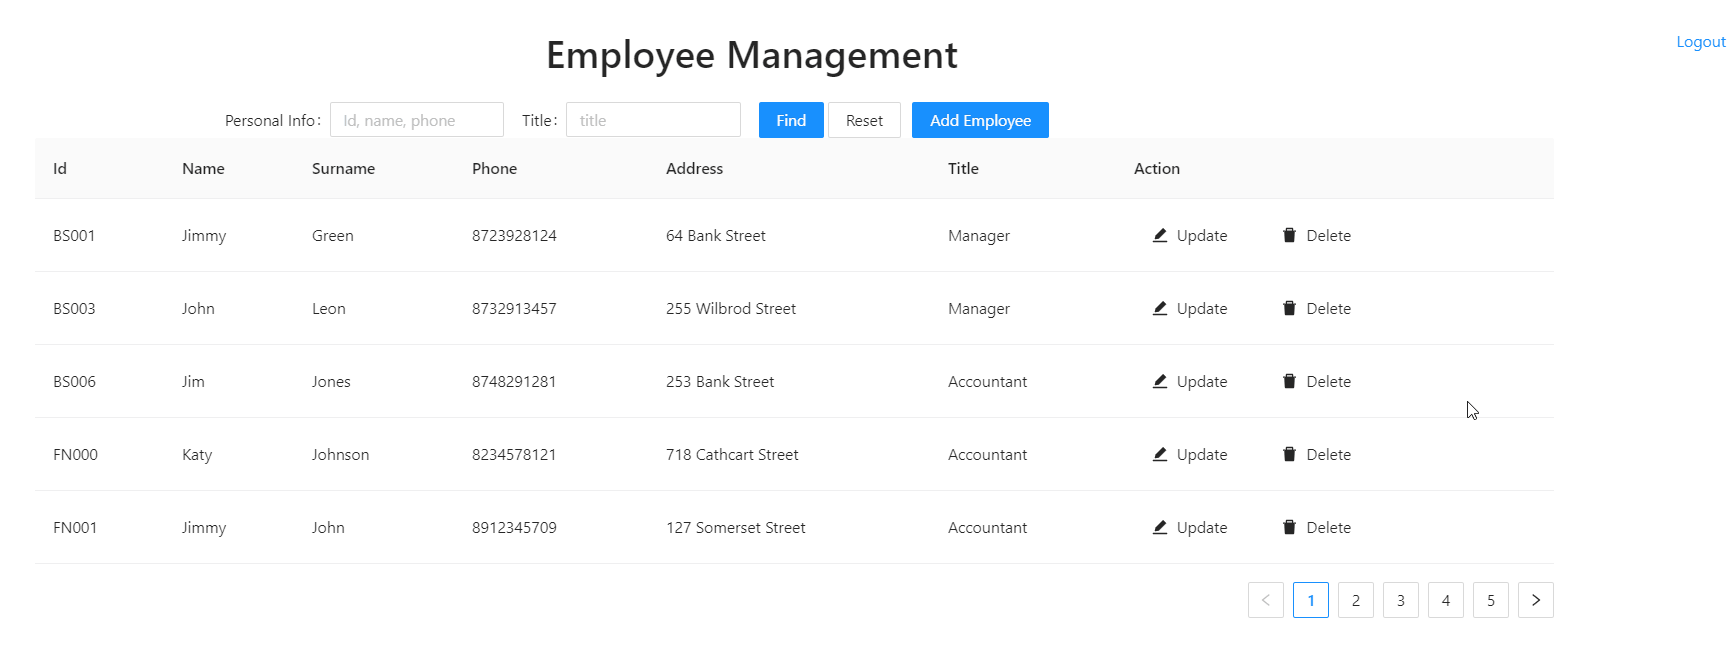 Logout
Employee Management
Personal Info: Id, name, phone Title: title Find Reset Add Employee
Id Name Surname Phone Address Title Action
BS001 Jimmy Green 8723928124 64 Bank Street Manager Update Delete
BS003 John Leon 8732913457 255 Wilbrod Street Manager Update Delete
BS006 Jim Jones 8748291281 253 Bank Street Accountant Update Delete
FN000 Katy Johnson 8234578121 718 Cathcart Street Accountant Update Delete
FN001 Jimmy John 8912345709 127 Somerset Street Accountant Update Delete
< 1 2 3 4 5 >